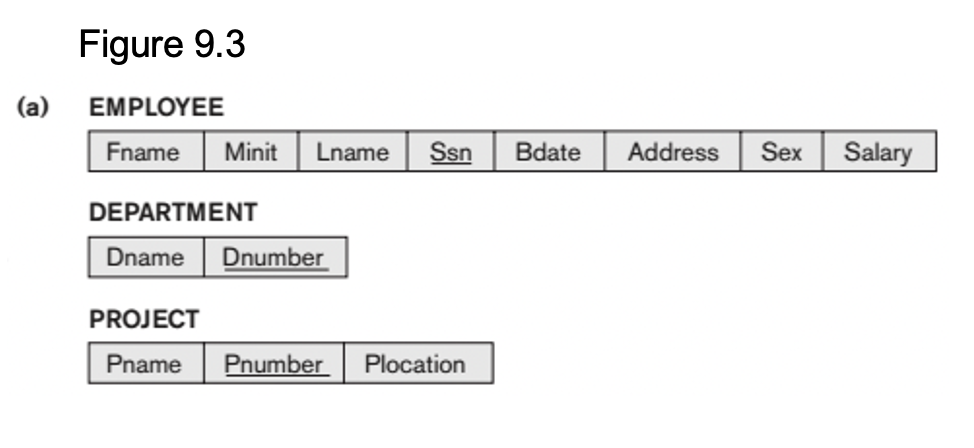 Figure 9.3
(a) EMPLOYEE
Fname Minit Lname Ssn Bdate Address Sex Salary
DEPARTMENT
Dname Dnumber
PROJECT
Pname Pnumber Plocation